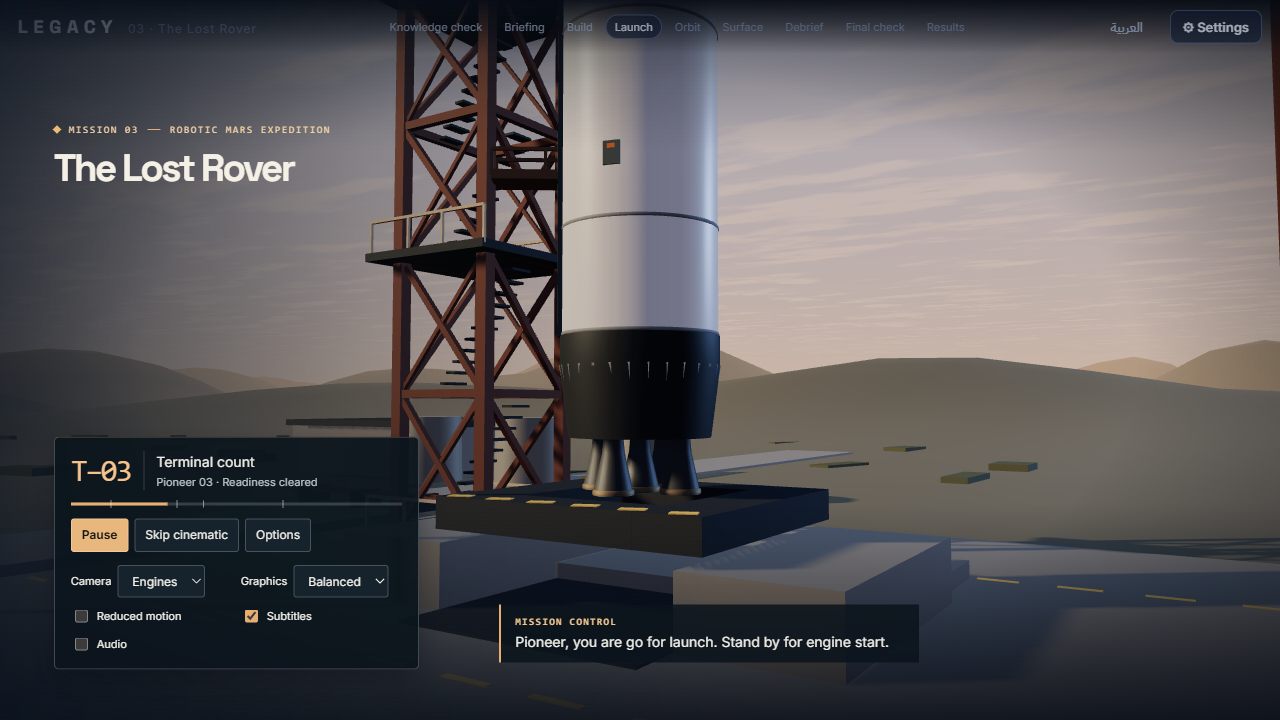 LEGACY 03 · The Lost Rover Knowledge check Briefing Build Launch Orbit Surface Debrief Final check Results العربية ⚙ Settings
◆ MISSION 03 — ROBOTIC MARS EXPEDITION
The Lost Rover
T–03 Terminal count
Pioneer 03 · Readiness cleared
Pause Skip cinematic Options
Camera Engines Graphics Balanced
Reduced motion Subtitles
Audio
MISSION CONTROL
Pioneer, you are go for launch. Stand by for engine start.